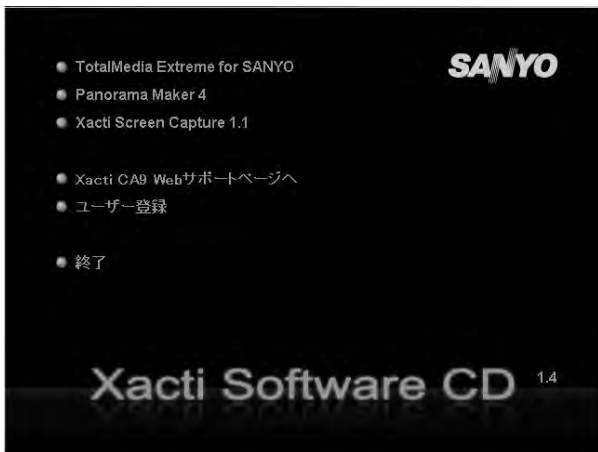 SANYO
TotalMedia Extreme for SANYO
Panorama Maker 4
Xacti Screen Capture 1.1
Xacti CA9 Webサポートページへ
ユーザー登録
終了
Xacti Software CD 1.4